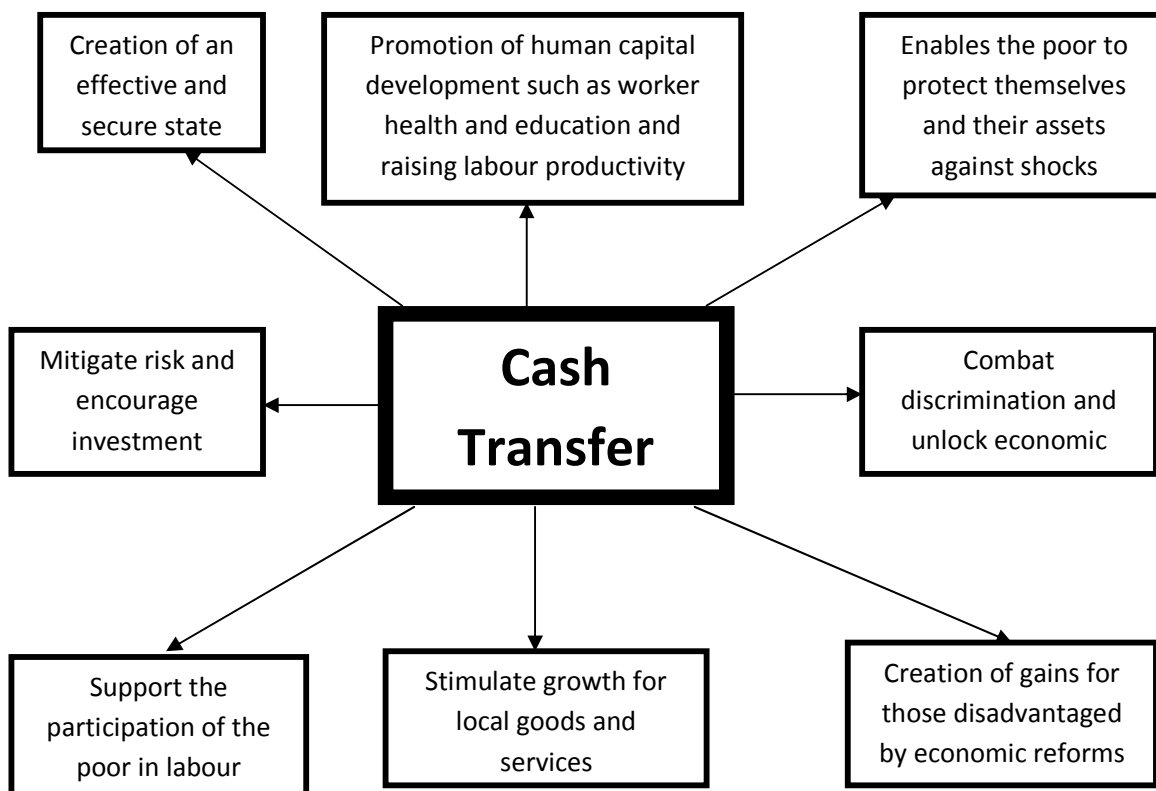 Creation of an
effective and
secure state
Promotion of human capital
development such as worker
health and education and
raising labour productivity
Enables the poor to
protect themselves
and their assets
against shocks
Mitigate risk and
encourage
investment
Cash
Transfer
Combat
discrimination and
unlock economic
Support the
participation of the
poor in labour
Stimulate growth for
local goods and
services
Creation of gains for
those disadvantaged
by economic reforms